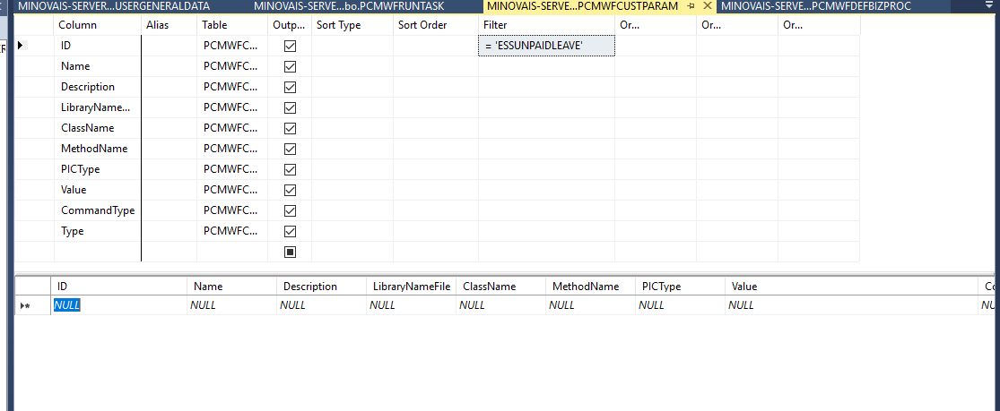 MINOVAIS-SERVER...USERGENERALDATA MINOVAIS-SERVE...bo.PCMWFRUNTASK MINOVAIS-SERVE...PCMWFCUSTPARAM MINOVAIS-SERVE...PCMWFDEFBIZPROC
Column Alias Table Outp... Sort Type Sort Order Filter Or... Or... Or...
ID PCMWFC... = 'ESSUNPAIDLEAVE'
Name PCMWFC...
Description PCMWFC...
LibraryName... PCMWFC...
ClassName PCMWFC...
MethodName PCMWFC...
PICType PCMWFC...
Value PCMWFC...
CommandType PCMWFC...
Type PCMWFC...
ID Name Description LibraryNameFile ClassName MethodName PICType Value Co
NULL NULL NULL NULL NULL NULL NULL NULL NU